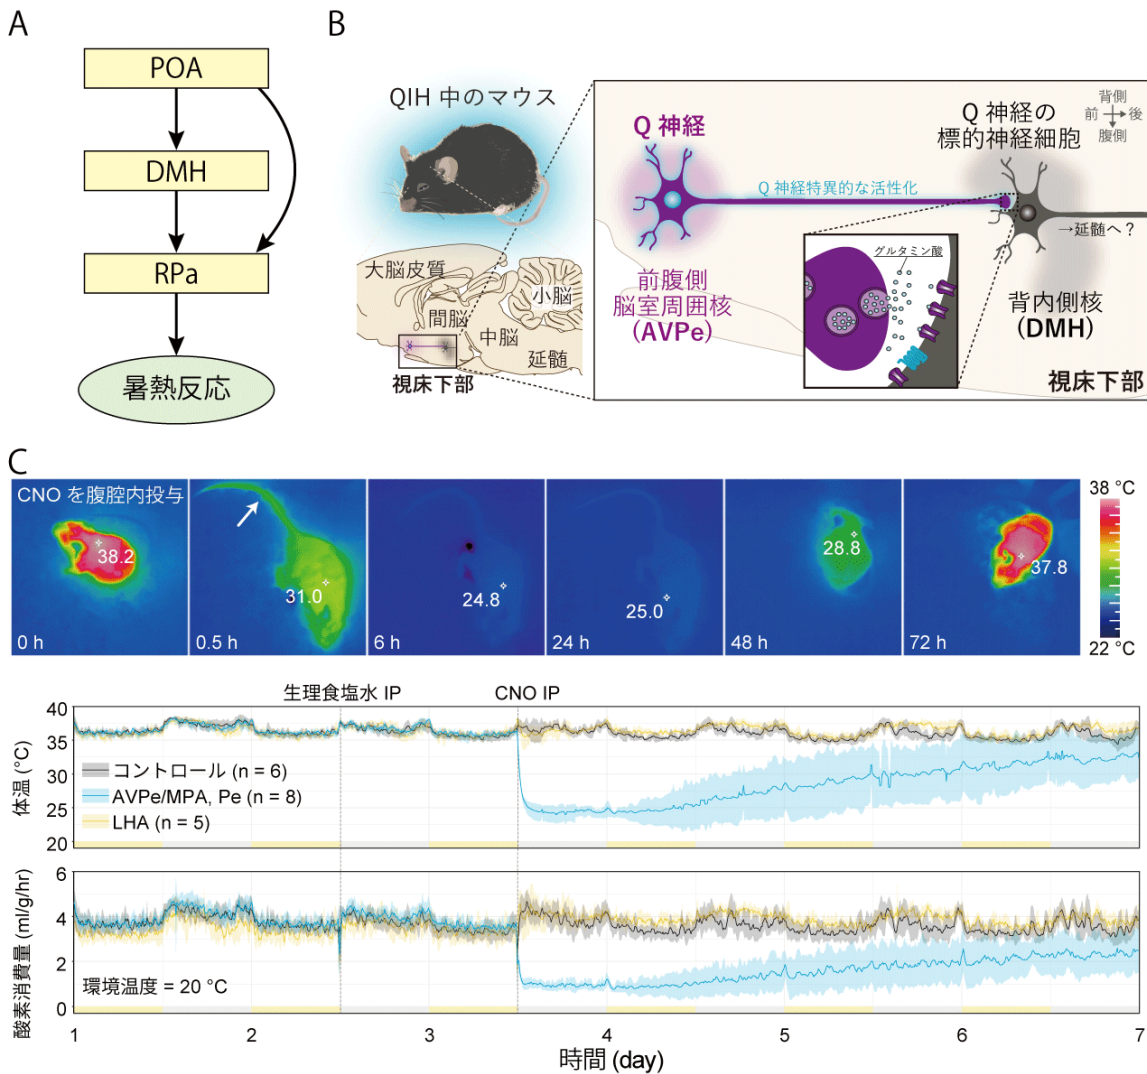 A
POA
DMH
RPa
暑熱反応
B
QIH 中のマウス
大脳皮質
小脳
間脳
中脳
延髄
視床下部
Q 神経
Q 神経の
標的神経細胞
背側
前 後
腹側
Q 神経特異的な活性化
→延髄へ？
グルタミン酸
前腹側
脳室周囲核
(AVPe)
背内側核
(DMH)
視床下部
C
CNO を腹腔内投与
38.2
0 h
31.0
0.5 h
24.8
6 h
25.0
24 h
28.8
48 h
37.8
72 h
38 °C
22 °C
生理食塩水 IP
CNO IP
体温 (°C)
40
35
30
25
20
コントロール (n = 6)
AVPe/MPA, Pe (n = 8)
LHA (n = 5)
酸素消費量 (ml/g/hr)
6
4
2
0
環境温度 = 20 °C
1 2 3 4 5 6 7
時間 (day)